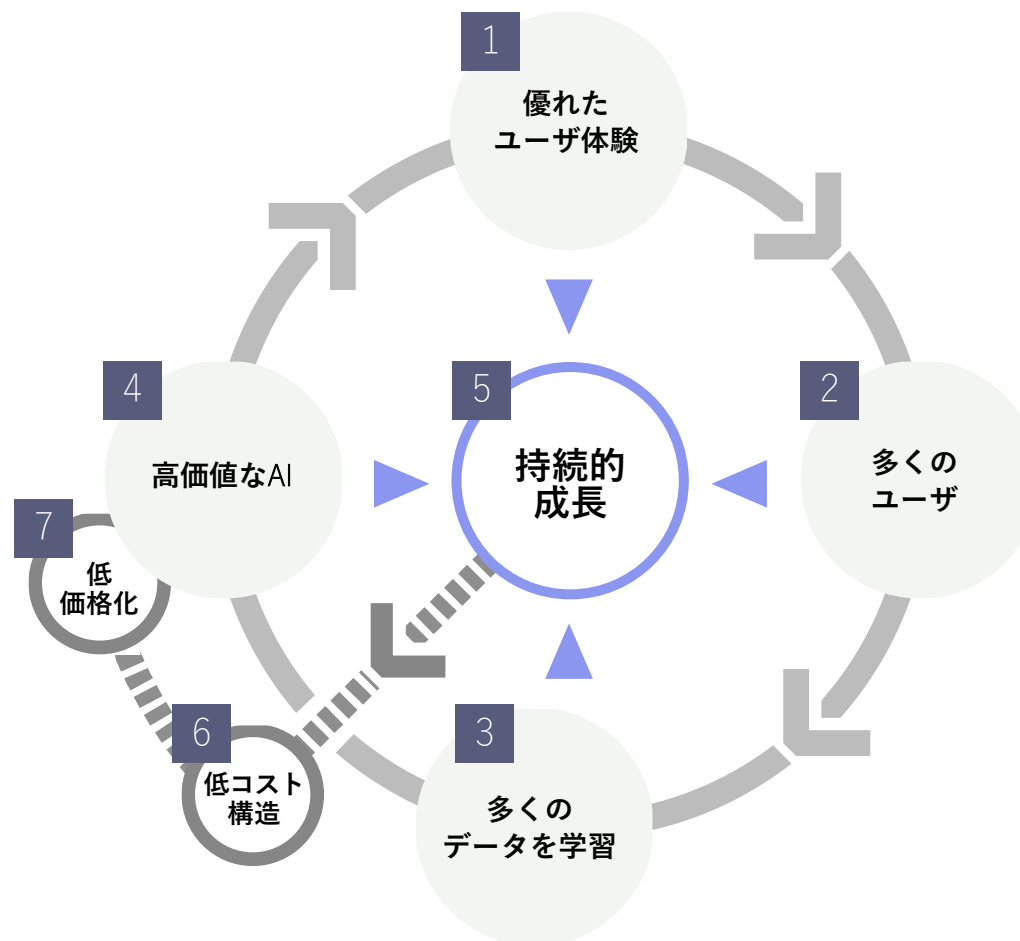 1
優れた
ユーザ体験
2
多くの
ユーザ
3
多くの
データを学習
4
高価値なAI
5
持続的
成長
6
低コスト
構造
7
低
価格化